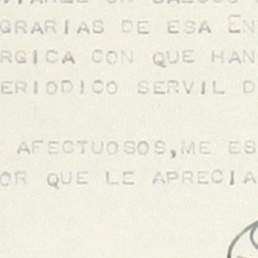 GRARIAS DE ESA EN
RGICA CON QUE HAN
ERIODICO SERVIL D
AFECTUOSOS,ME ES
OR QUE LE APRECIA